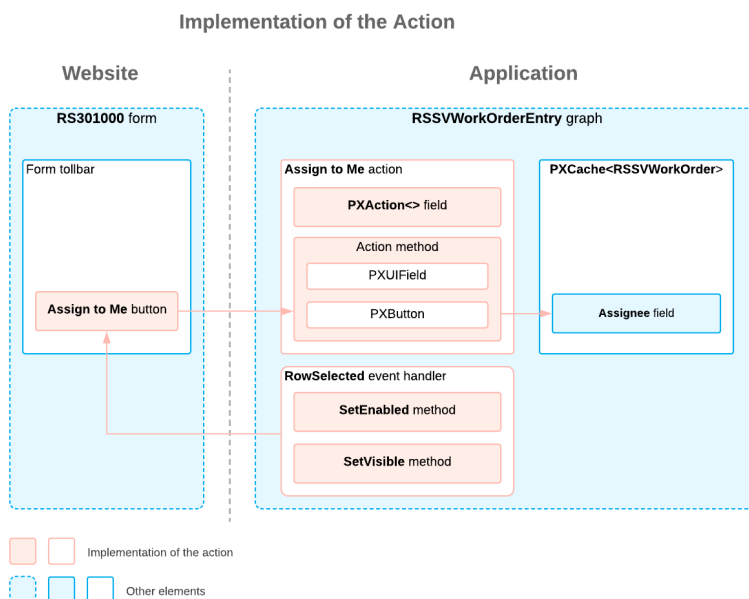 Implementation of the Action
Website
Application
RS301000 form
RSSVWorkOrderEntry graph
Form tollbar
Assign to Me action
PXCache<RSSVWorkOrder>
PXAction<> field
Action method
PXUIField
Assign to Me button
PXButton
Assignee field
RowSelected event handler
SetEnabled method
SetVisible method
Implementation of the action
Other elements